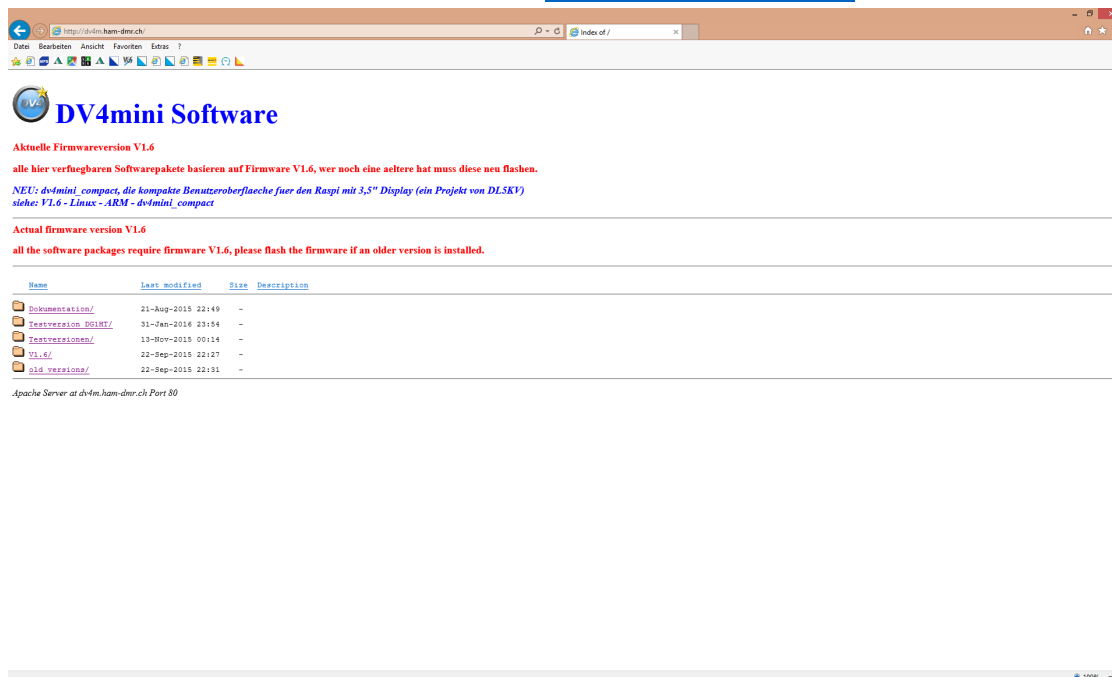 http://dv4m.ham-dmr.ch/
Index of /
Datei Bearbeiten Ansicht Favoriten Extras ?
DV4mini Software
Aktuelle Firmwareversion V1.6
alle hier verfuegbaren Softwarepakete basieren auf Firmware V1.6, wer noch eine aeltere hat muss diese neu flashen.
NEU: dv4mini_compact, die kompakte Benutzeroberflaeche fuer den Raspi mit 3,5" Display (ein Projekt von DL5KV)
siehe: V1.6 - Linux - ARM - dv4mini_compact
Actual firmware version V1.6
all the software packages require firmware V1.6, please flash the firmware if an older version is installed.
Name Last modified Size Description
Dokumentation/ 21-Aug-2015 22:49 -
Testversion DG1HT/ 31-Jan-2016 23:54 -
Testversionen/ 13-Nov-2015 00:14 -
V1.6/ 22-Sep-2015 22:27 -
old versions/ 22-Sep-2015 22:31 -
Apache Server at dv4m.ham-dmr.ch Port 80
100%